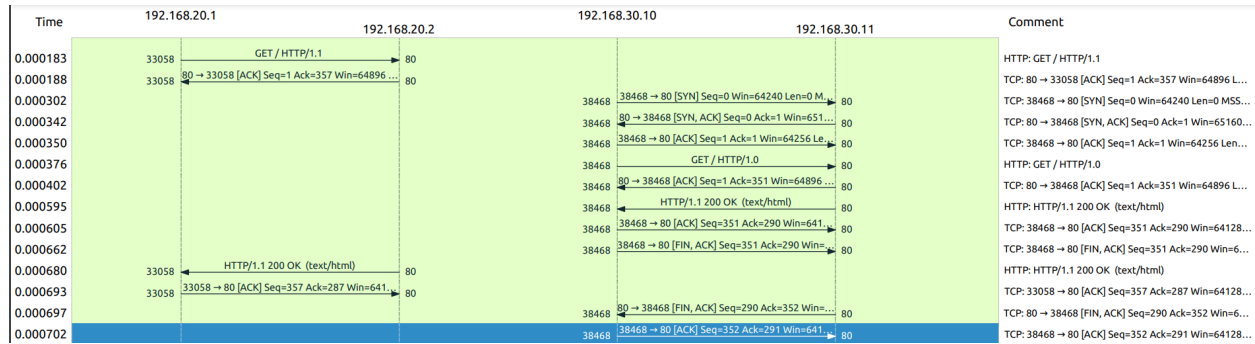 Time 192.168.20.1 192.168.20.2 192.168.30.10 192.168.30.11 Comment
0.000183 33058 GET / HTTP/1.1 80 HTTP: GET / HTTP/1.1
0.000188 33058 80 → 33058 [ACK] Seq=1 Ack=357 Win=64896 … 80 TCP: 80 → 33058 [ACK] Seq=1 Ack=357 Win=64896 L…
0.000302 38468 38468 → 80 [SYN] Seq=0 Win=64240 Len=0 M… 80 TCP: 38468 → 80 [SYN] Seq=0 Win=64240 Len=0 MSS…
0.000342 38468 80 → 38468 [SYN, ACK] Seq=0 Ack=1 Win=651… 80 TCP: 80 → 38468 [SYN, ACK] Seq=0 Ack=1 Win=65160…
0.000350 38468 38468 → 80 [ACK] Seq=1 Ack=1 Win=64256 Le… 80 TCP: 38468 → 80 [ACK] Seq=1 Ack=1 Win=64256 Len…
0.000376 38468 GET / HTTP/1.0 80 HTTP: GET / HTTP/1.0
0.000402 38468 80 → 38468 [ACK] Seq=1 Ack=351 Win=64896 … 80 TCP: 80 → 38468 [ACK] Seq=1 Ack=351 Win=64896 L…
0.000595 38468 HTTP/1.1 200 OK (text/html) 80 HTTP: HTTP/1.1 200 OK (text/html)
0.000605 38468 38468 → 80 [ACK] Seq=351 Ack=290 Win=641… 80 TCP: 38468 → 80 [ACK] Seq=351 Ack=290 Win=64128…
0.000662 38468 38468 → 80 [FIN, ACK] Seq=351 Ack=290 Win=… 80 TCP: 38468 → 80 [FIN, ACK] Seq=351 Ack=290 Win=6…
0.000680 33058 HTTP/1.1 200 OK (text/html) 80 HTTP: HTTP/1.1 200 OK (text/html)
0.000693 33058 33058 → 80 [ACK] Seq=357 Ack=287 Win=641… 80 TCP: 33058 → 80 [ACK] Seq=357 Ack=287 Win=64128…
0.000697 38468 80 → 38468 [FIN, ACK] Seq=290 Ack=352 Win=… 80 TCP: 80 → 38468 [FIN, ACK] Seq=290 Ack=352 Win=6…
0.000702 38468 38468 → 80 [ACK] Seq=352 Ack=291 Win=641… 80 TCP: 38468 → 80 [ACK] Seq=352 Ack=291 Win=64128…